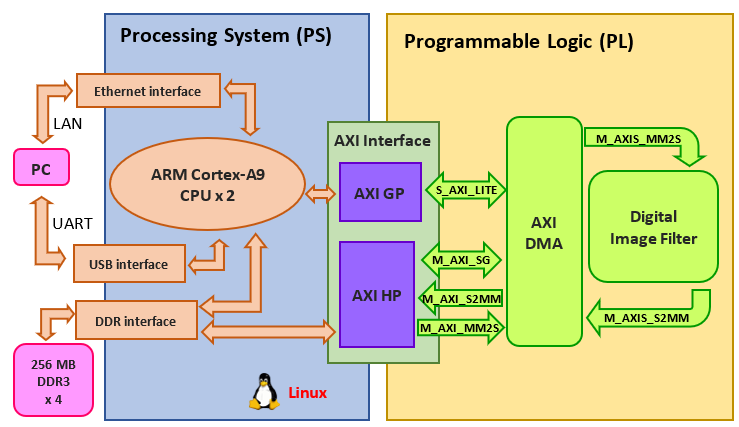 Processing System (PS)
Programmable Logic (PL)
Ethernet interface
LAN
PC
UART
USB interface
DDR interface
256 MB
DDR3
x 4
ARM Cortex-A9
CPU x 2
Linux
AXI Interface
AXI GP
AXI HP
S_AXI_LITE
M_AXI_SG
M_AXI_S2MM
M_AXI_MM2S
AXI
DMA
M_AXIS_MM2S
Digital
Image Filter
M_AXIS_S2MM